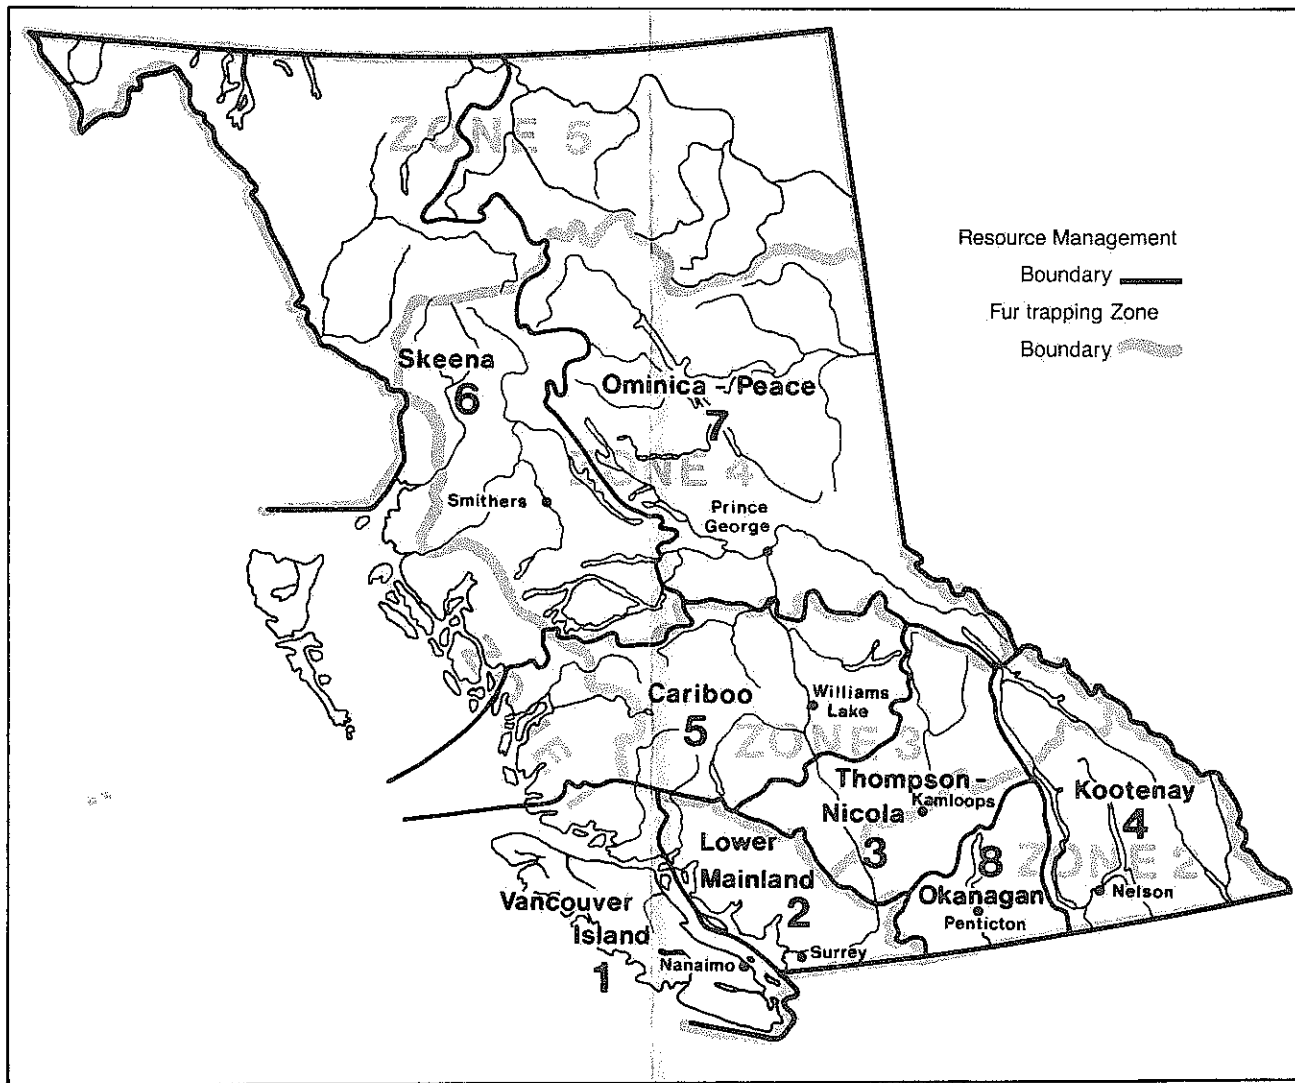 ZONE 5
Resource Management
Boundary
Fur trapping Zone
Boundary
Skeena
6
Ominica - Peace
7
ZONE 4
Smithers
Prince
George
Cariboo
5
Williams
Lake
ZONE 3
Thompson -
Nicola
Kamloops
3
Kootenay
4
ZONE 2
Nelson
8
Okanagan
Penticton
Lower
Mainland
2
Surrey
Vancouver
Island
1
Nanaimo